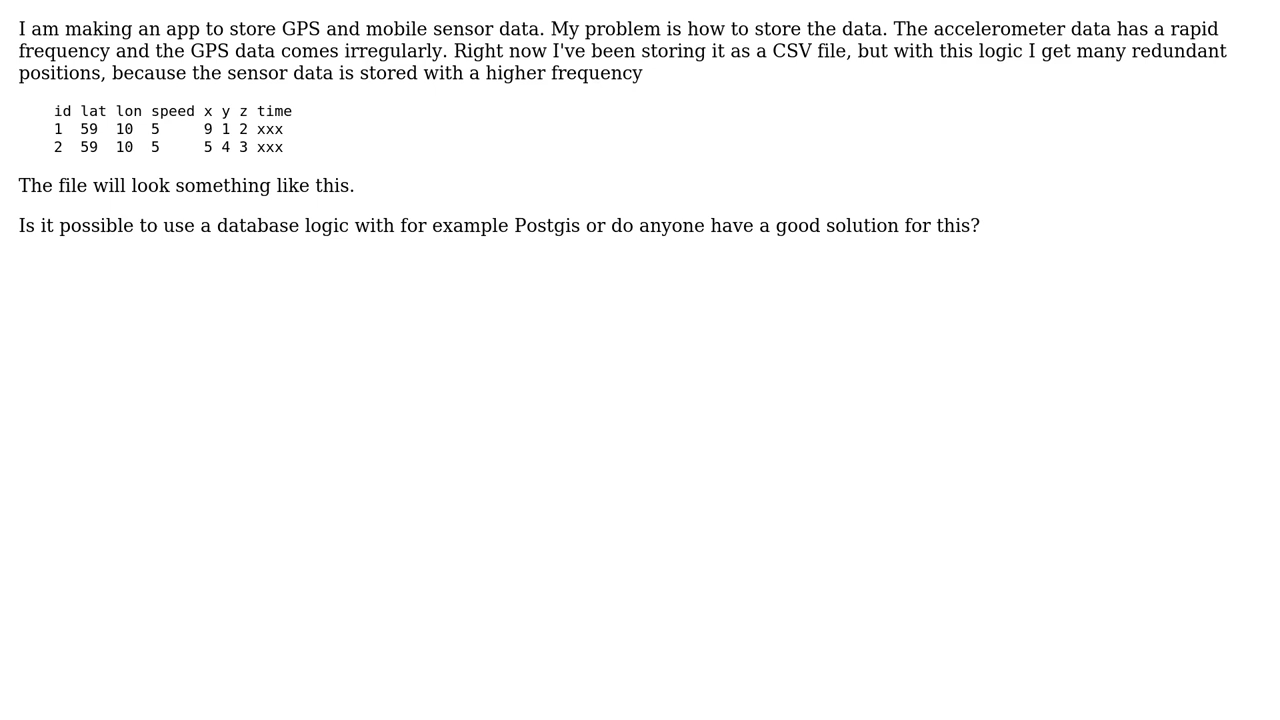 I am making an app to store GPS and mobile sensor data. My problem is how to store the data. The accelerometer data has a rapid
frequency and the GPS data comes irregularly. Right now I've been storing it as a CSV file, but with this logic I get many redundant
positions, because the sensor data is stored with a higher frequency
id lat lon speed x y z time
1  59  10  5     9 1 2 xxx
2  59  10  5     5 4 3 xxx
The file will look something like this.
Is it possible to use a database logic with for example Postgis or do anyone have a good solution for this?